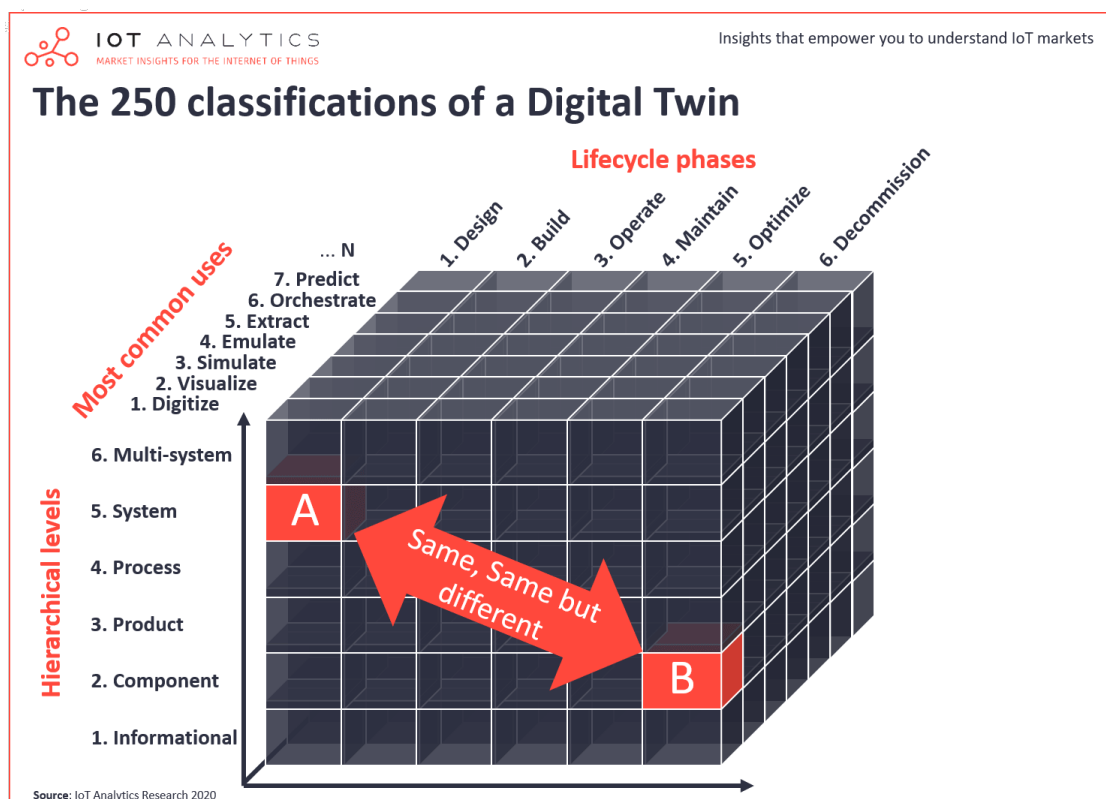 IOT ANALYTICS
MARKET INSIGHTS FOR THE INTERNET OF THINGS
Insights that empower you to understand IoT markets
The 250 classifications of a Digital Twin
Lifecycle phases
1. Design
2. Build
3. Operate
4. Maintain
5. Optimize
6. Decommission
Most common uses
... N
7. Predict
6. Orchestrate
5. Extract
4. Emulate
3. Simulate
2. Visualize
1. Digitize
Hierarchical levels
6. Multi-system
5. System
4. Process
3. Product
2. Component
1. Informational
A
Same, Same but
different
B
Source: IoT Analytics Research 2020